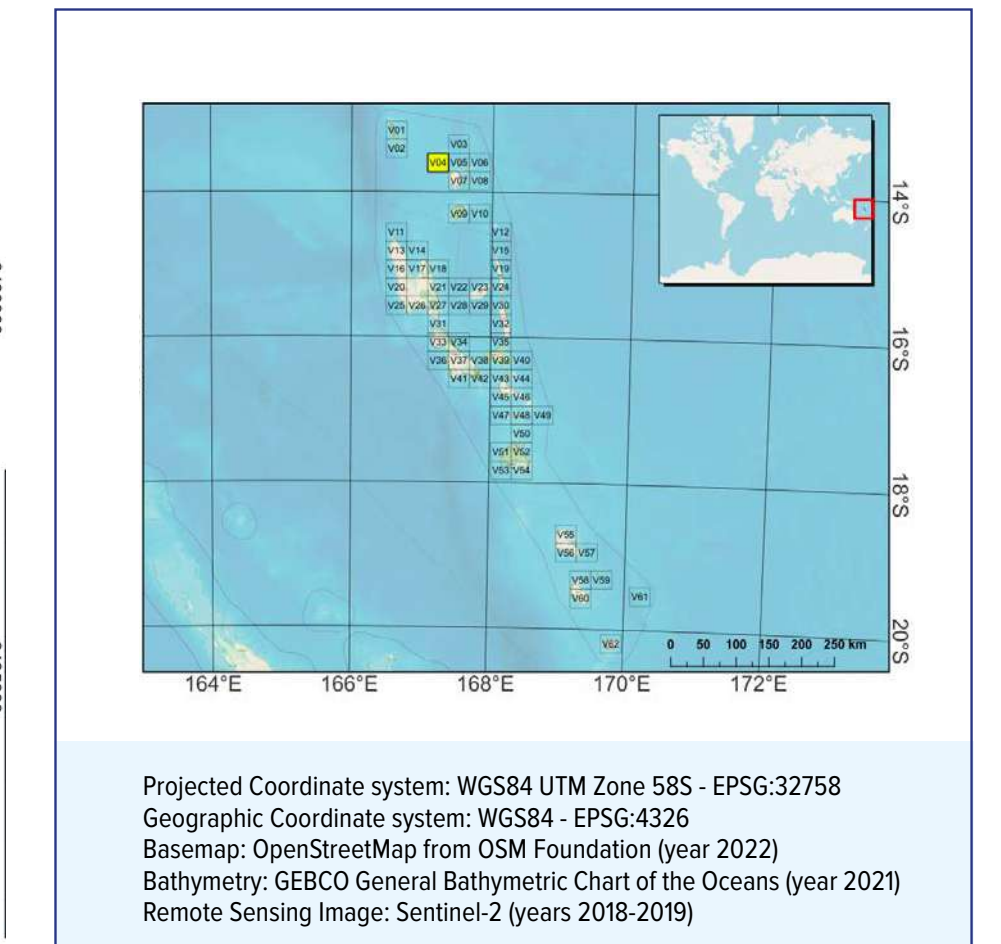 V01
V02
V03
V04 V05 V06
V07 V08
14°S
V09 V10
V11 V12
V13 V14 V15
V16 V17 V18 V19
V20 V21 V22 V23 V24
V25 V26 V27 V28 V29 V30
V31 V32
V33 V34 V35
16°S
V36 V37 V38 V39 V40
V41 V42 V43 V44
V45 V46
V47 V48 V49
V50
V51 V52
V53 V54
18°S
V55
V56 V57
V58 V59
V60 V61
V62
20°S
0 50 100 150 200 250 km
164°E 166°E 168°E 170°E 172°E
Projected Coordinate system: WGS84 UTM Zone 58S - EPSG:32758
Geographic Coordinate system: WGS84 - EPSG:4326
Basemap: OpenStreetMap from OSM Foundation (year 2022)
Bathymetry: GEBCO General Bathymetric Chart of the Oceans (year 2021)
Remote Sensing Image: Sentinel-2 (years 2018-2019)